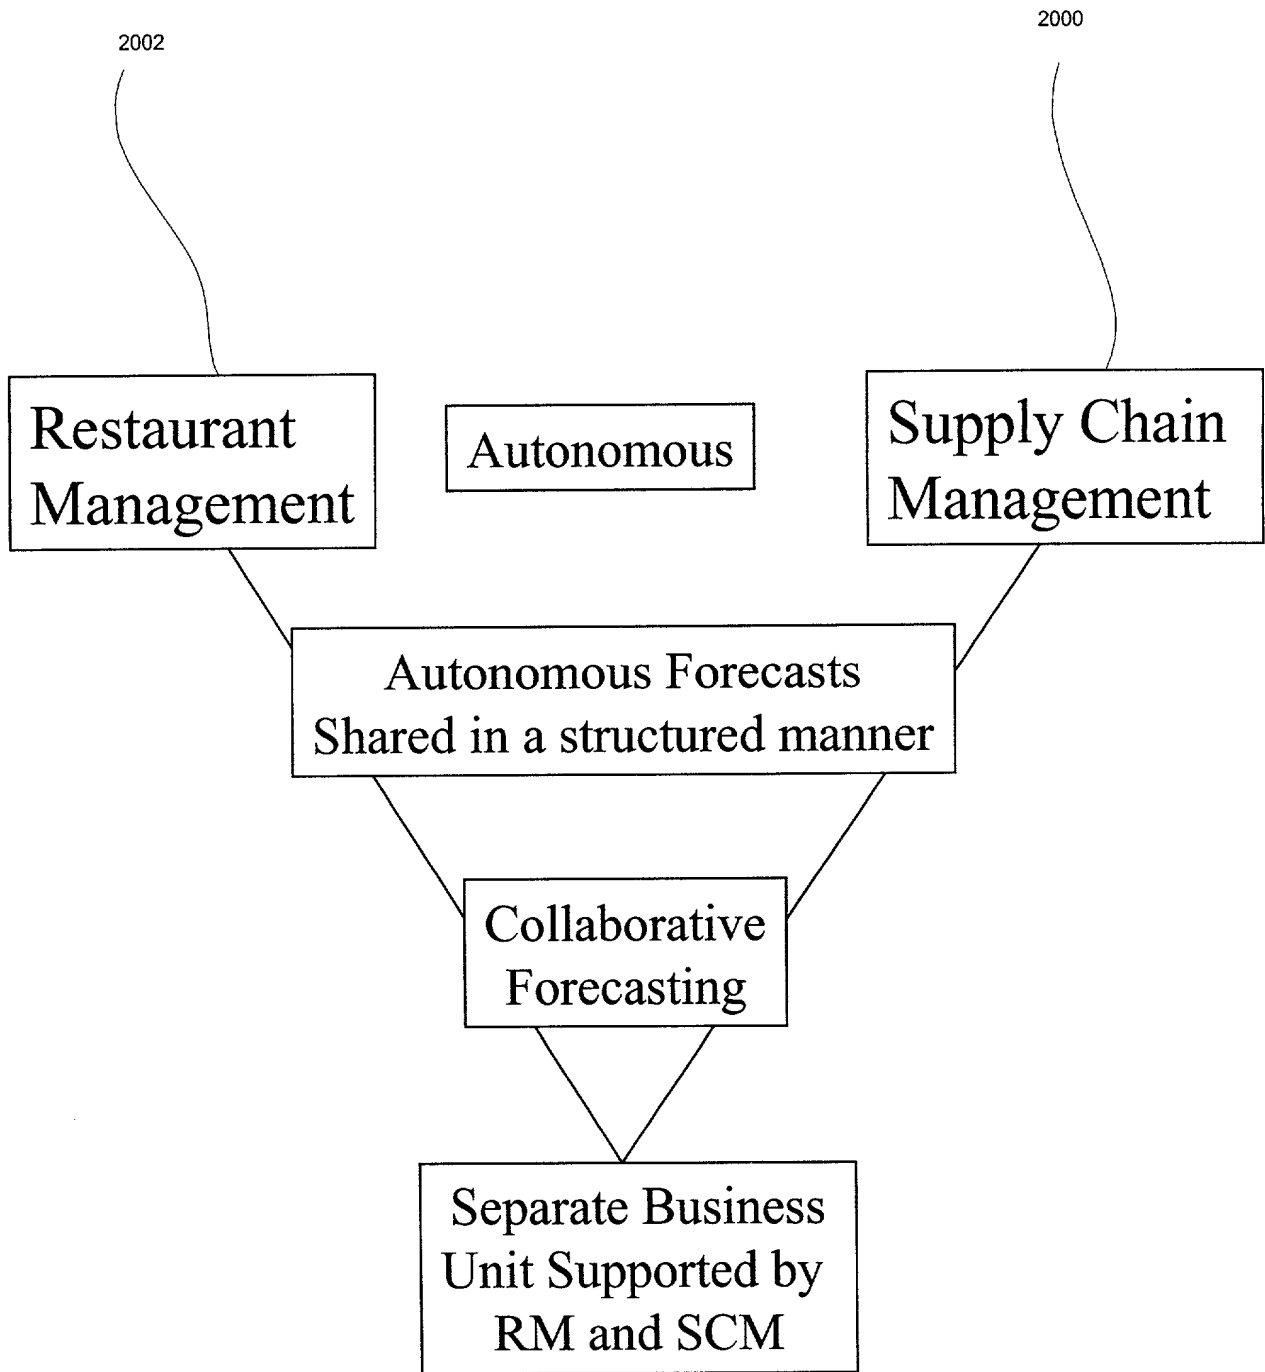 2002
2000
Restaurant
Management
Autonomous
Supply Chain
Management
Autonomous Forecasts
Shared in a structured manner
Collaborative
Forecasting
Separate Business
Unit Supported by
RM and SCM